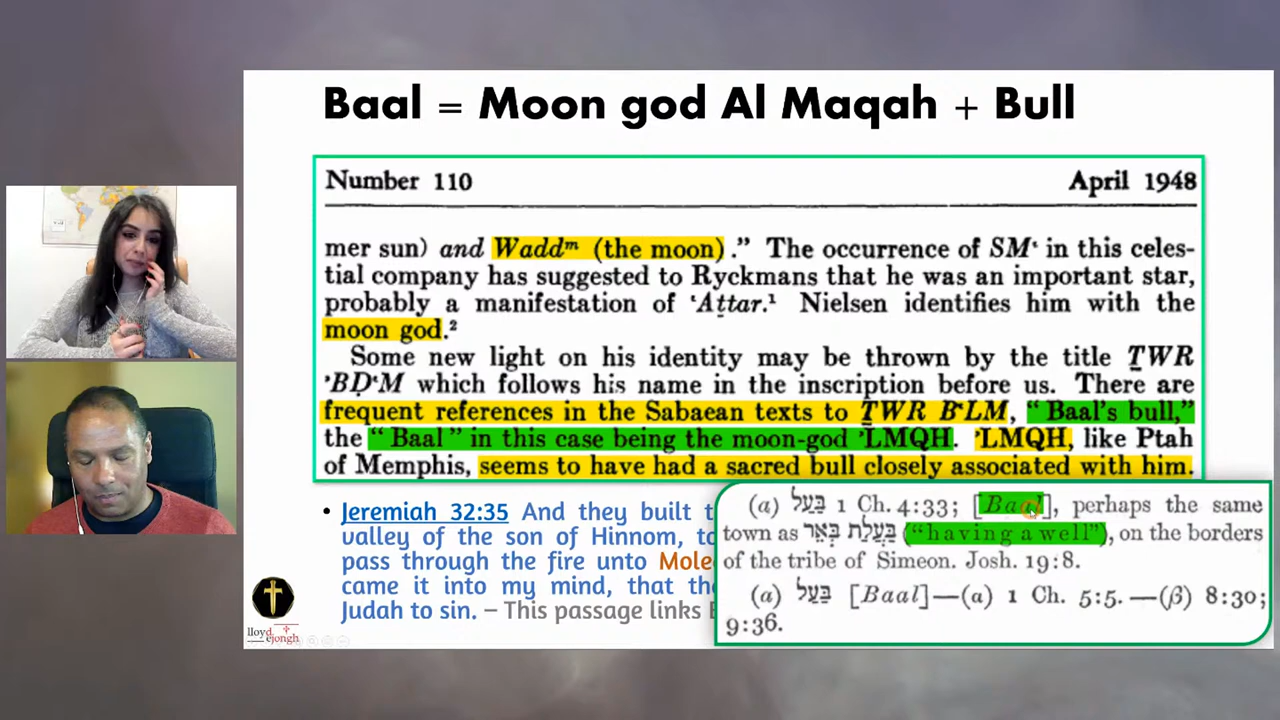 Baal = Moon god Al Maqah + Bull
Number 110 April 1948
mer sun) and Waddᵐ (the moon).” The occurrence of SMʿ in this celes-
tial company has suggested to Ryckmans that he was an important star,
probably a manifestation of ʿAṯtar.¹ Nielsen identifies him with the
moon god.²
Some new light on his identity may be thrown by the title ṮWR
ʾBḌʿM which follows his name in the inscription before us. There are
frequent references in the Sabaean texts to ṮWR BʿLM, “Baal’s bull,”
the “Baal” in this case being the moon-god ʾLMQH. ʾLMQH, like Ptah
of Memphis, seems to have had a sacred bull closely associated with him.
• Jeremiah 32:35 And they built t
valley of the son of Hinnom, to
pass through the fire unto Mole
came it into my mind, that the
Judah to sin. – This passage links
(a) בַּעַל 1 Ch. 4:33; [Baal], perhaps the same
town as בַּעֲלַת בְּאֵר (“having a well”), on the borders
of the tribe of Simeon. Josh. 19:8.
(a) בַּעַל [Baal]—(a) 1 Ch. 5:5.—(β) 8:30;
9:36.
lloyd
ejongh